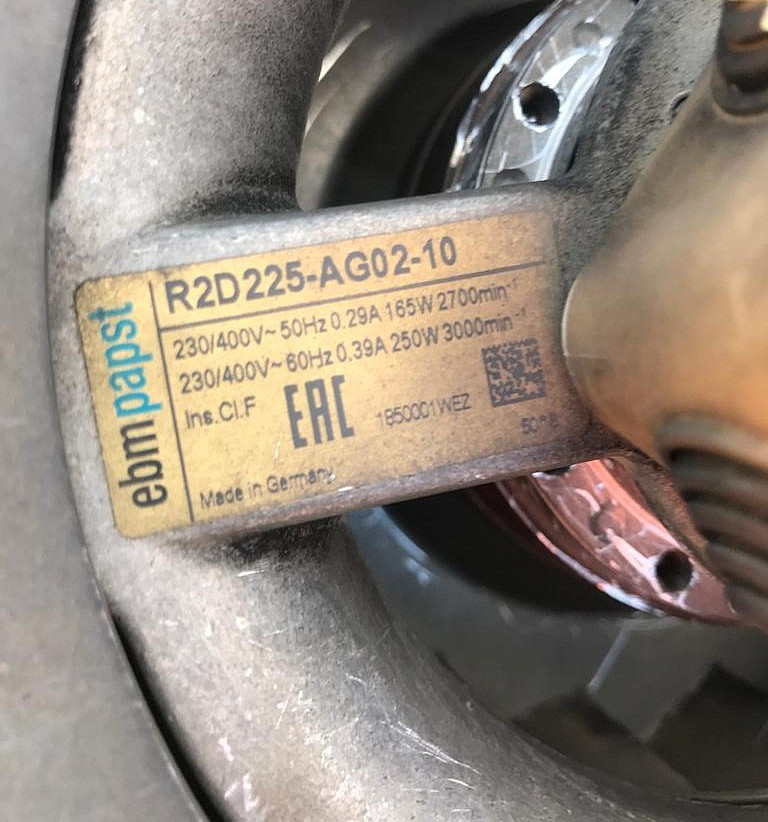 ebmpapst
R2D225-AG02-10
230/400V~ 50Hz 0.29A 165W 2700min⁻¹
230/400V~ 60Hz 0.39A 250W 3000min⁻¹
Ins.Cl.F
EAC
1850001WEZ
Made in Germany